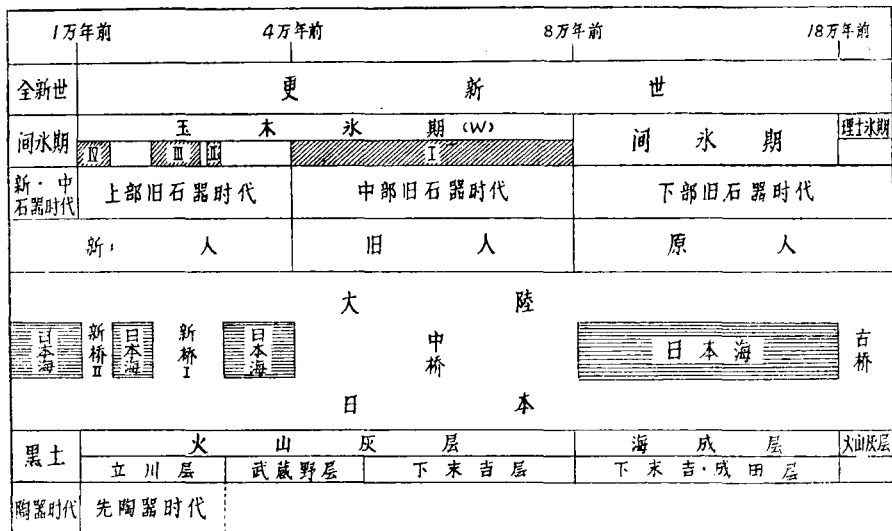 1万年前 4万年前 8万年前 18万年前
全新世 更新世
间氷期 玉木氷期(W) 间氷期 理士氷期
Ⅳ Ⅲ Ⅱ Ⅰ
新·中石器时代 上部旧石器时代 中部旧石器时代 下部旧石器时代
新人 旧人 原人
大陸
日本海 新桥Ⅱ 日本海 新桥Ⅰ 日本海 中桥 日本海 古桥
日本
黑土 火山灰层 海成层 火山灰层
立川层 武蔵野层 下末吉层 下末吉·成田层
陶器时代 先陶器时代